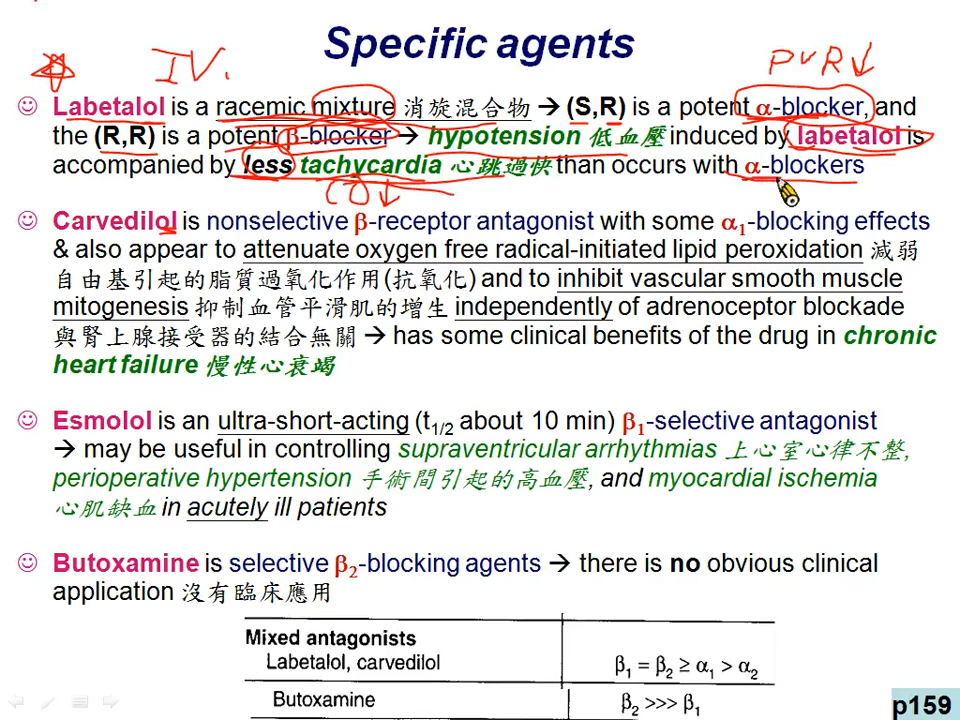 Specific agents
IV.
PVR↓
☺ Labetalol is a racemic mixture 消旋混合物 → (S,R) is a potent α-blocker, and
the (R,R) is a potent β-blocker → hypotension 低血壓 induced by labetalol is
accompanied by less tachycardia 心跳過快 than occurs with α-blockers
CO↓
☺ Carvedilol is nonselective β-receptor antagonist with some α1-blocking effects
& also appear to attenuate oxygen free radical-initiated lipid peroxidation 減弱
自由基引起的脂質過氧化作用(抗氧化) and to inhibit vascular smooth muscle
mitogenesis 抑制血管平滑肌的增生 independently of adrenoceptor blockade
與腎上腺接受器的結合無關 → has some clinical benefits of the drug in chronic
heart failure 慢性心衰竭
☺ Esmolol is an ultra-short-acting (t1/2 about 10 min) β1-selective antagonist
→ may be useful in controlling supraventricular arrhythmias 上心室心律不整,
perioperative hypertension 手術間引起的高血壓, and myocardial ischemia
心肌缺血 in acutely ill patients
☺ Butoxamine is selective β2-blocking agents → there is no obvious clinical
application 沒有臨床應用
Mixed antagonists
Labetalol, carvedilol β1 = β2 ≥ α1 > α2
Butoxamine β2 >>> β1
p159